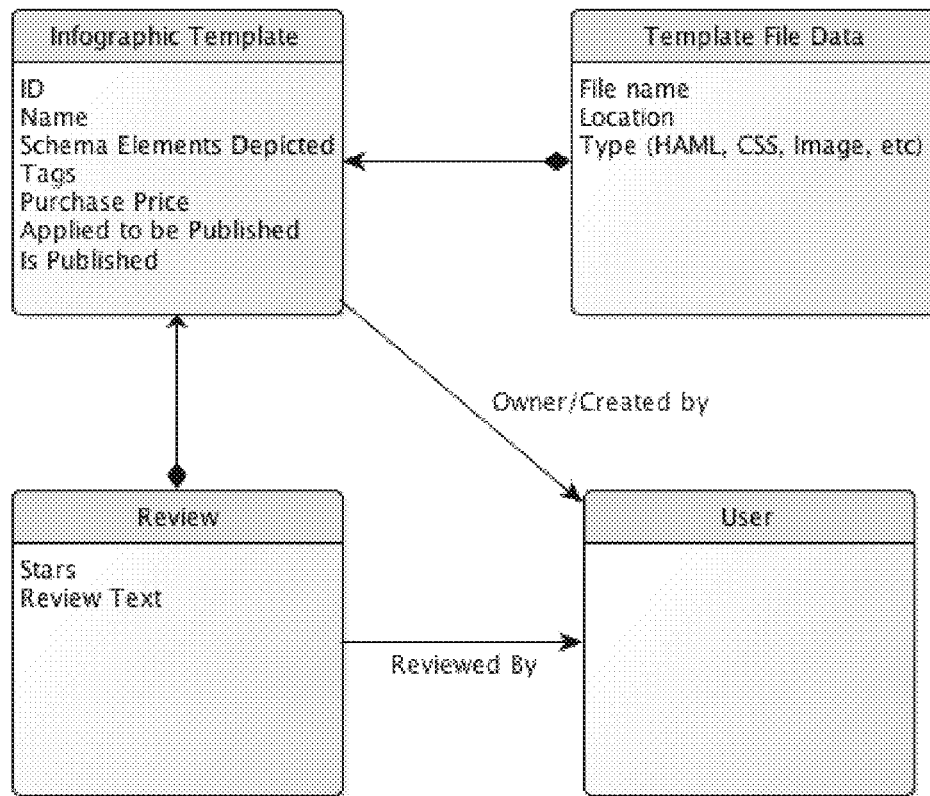 Infographic Template
ID
Name
Schema Elements Depicted
Tags
Purchase Price
Applied to be Published
Is Published
Template File Data
File name
Location
Type (HAML, CSS, Image, etc)
Owner/Created by
Review
Stars
Review Text
Reviewed By
User